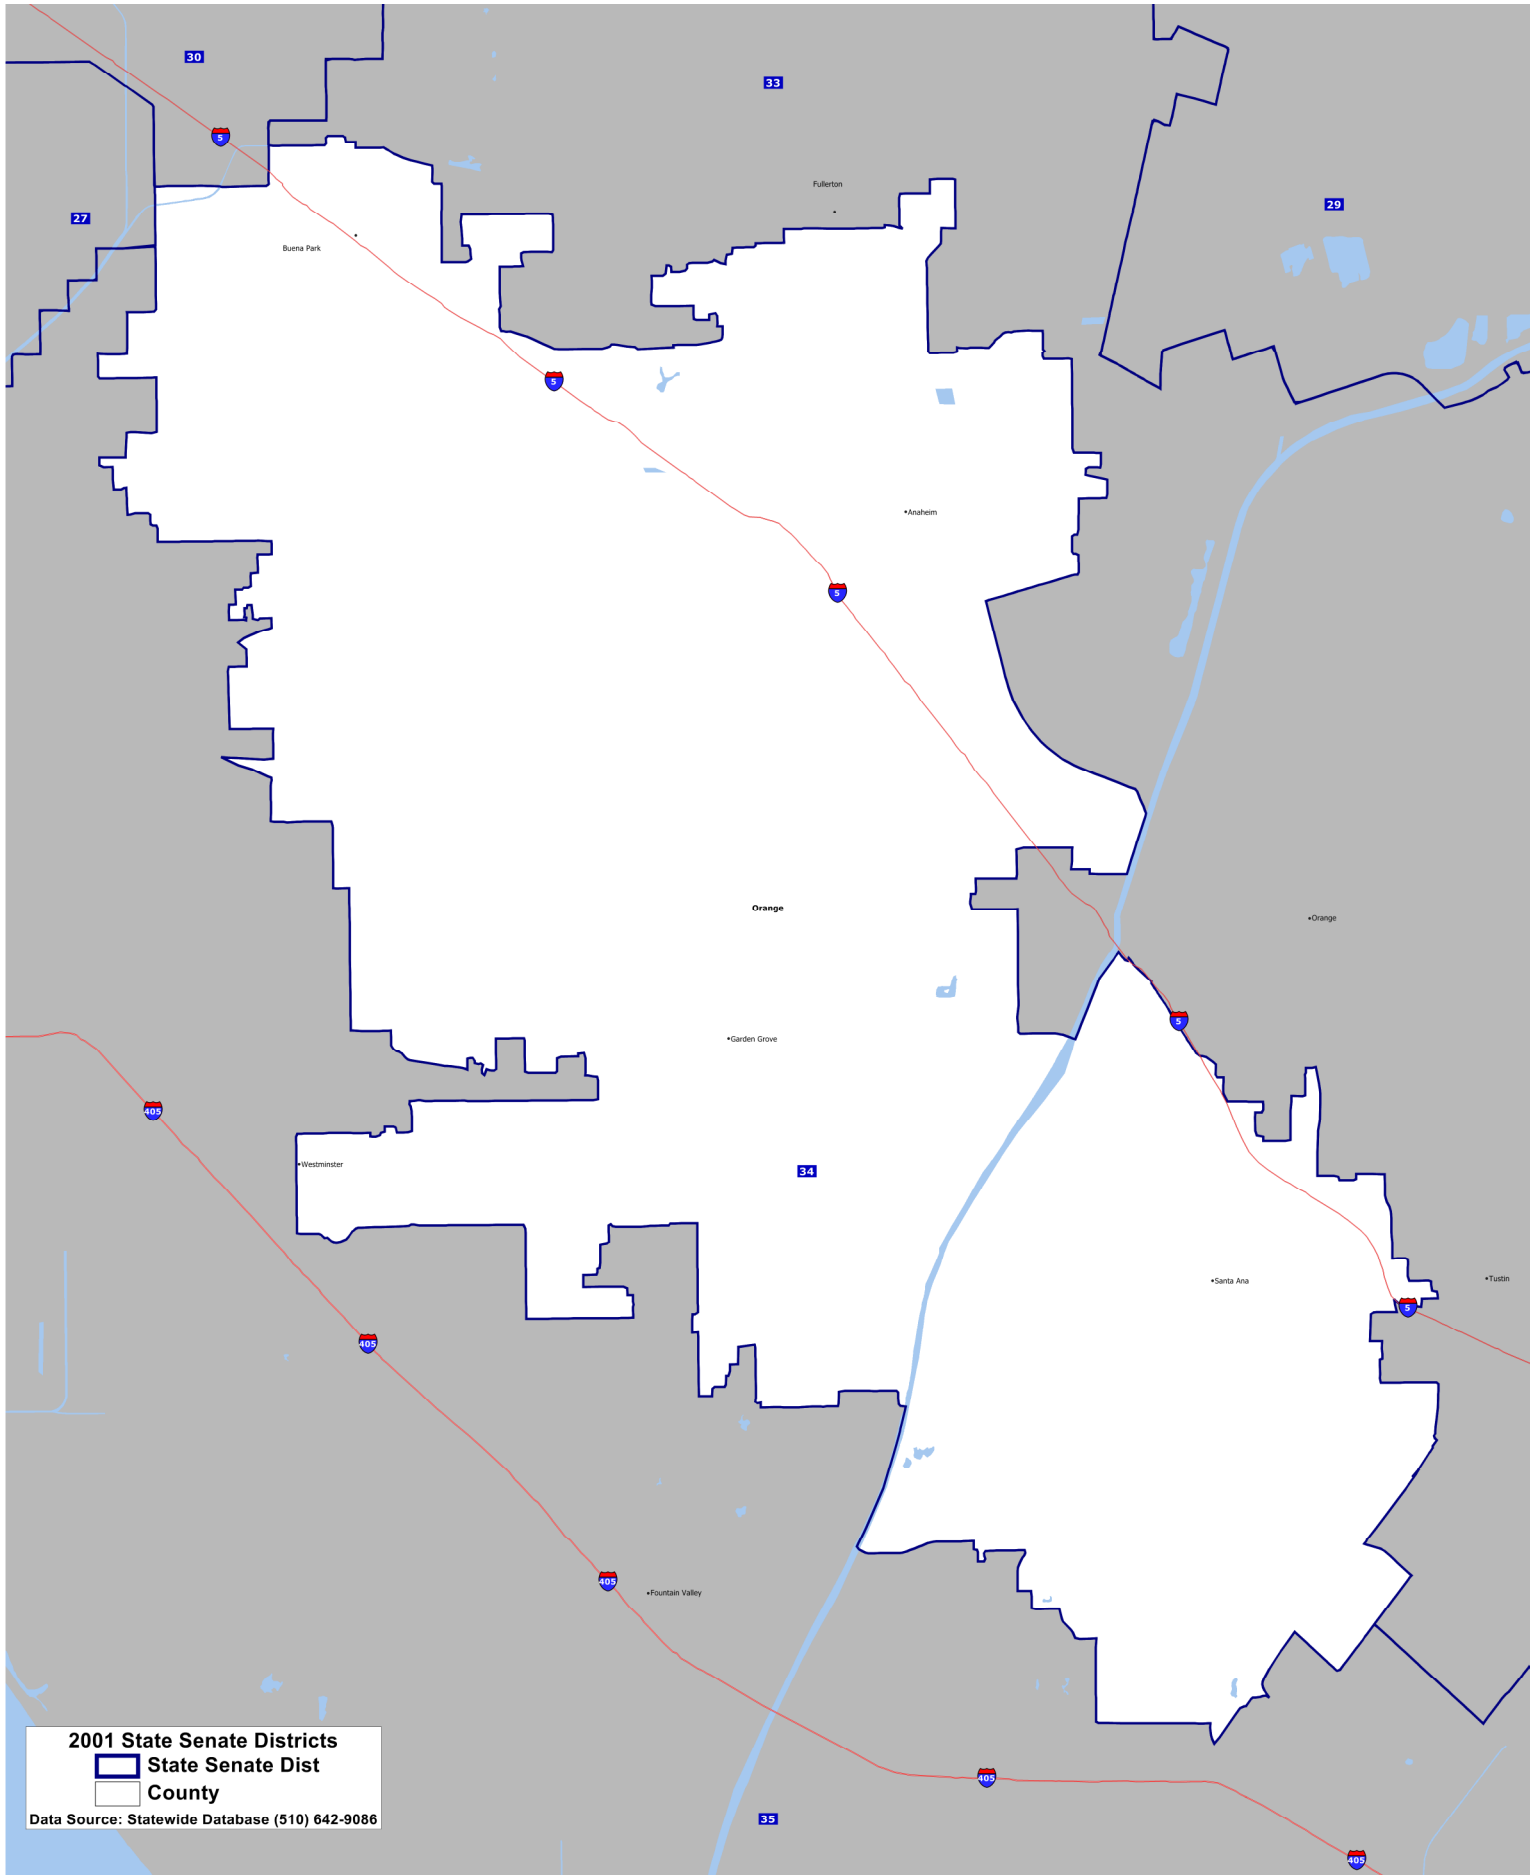 30
33
5
Fullerton
29
27
Buena Park
5
Anaheim
5
Orange
Orange
5
Garden Grove
405
34
Westminster
Santa Ana
Tustin
5
405
405
Fountain Valley
2001 State Senate Districts
State Senate Dist
County
Data Source: Statewide Database (510) 642-9086
405
35
405